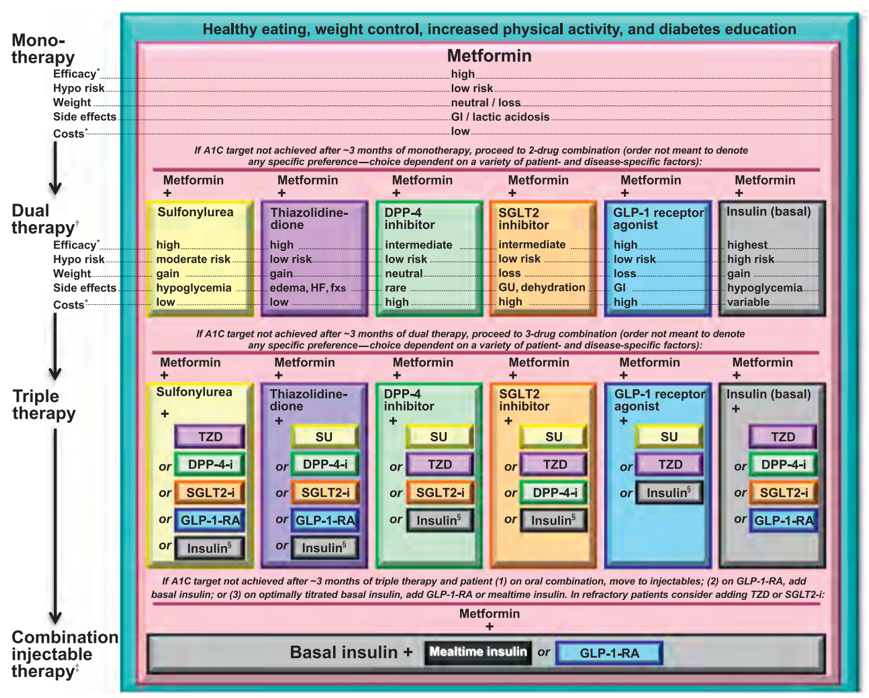 Healthy eating, weight control, increased physical activity, and diabetes education
Mono-
therapy
Metformin
Efficacy* high
Hypo risk low risk
Weight neutral / loss
Side effects GI / lactic acidosis
Costs* low
If A1C target not achieved after ~3 months of monotherapy, proceed to 2-drug combination (order not meant to denote
any specific preference—choice dependent on a variety of patient- and disease-specific factors):
Metformin Metformin Metformin Metformin Metformin Metformin
+ + + + + +
Dual
therapy†
Sulfonylurea Thiazolidine- DPP-4 SGLT2 GLP-1 receptor Insulin (basal)
dione inhibitor inhibitor agonist
Efficacy* high high intermediate intermediate high highest
Hypo risk moderate risk low risk low risk low risk low risk high risk
Weight gain gain neutral loss loss gain
Side effects hypoglycemia edema, HF, fxs rare GU, dehydration GI hypoglycemia
Costs* low low high high high variable
If A1C target not achieved after ~3 months of dual therapy, proceed to 3-drug combination (order not meant to denote
any specific preference—choice dependent on a variety of patient- and disease-specific factors):
Metformin Metformin Metformin Metformin Metformin Metformin
+ + + + + +
Triple
therapy
Sulfonylurea Thiazolidine- DPP-4 SGLT2 GLP-1 receptor Insulin (basal)
dione inhibitor inhibitor agonist
+ + + + + +
TZD SU SU SU SU TZD
or DPP-4-i or DPP-4-i or TZD or TZD or TZD or DPP-4-i
or SGLT2-i or SGLT2-i or SGLT2-i or DPP-4-i or Insulin§ or SGLT2-i
or GLP-1-RA or GLP-1-RA or Insulin§ or Insulin§ or GLP-1-RA
or Insulin§ or Insulin§
If A1C target not achieved after ~3 months of triple therapy and patient (1) on oral combination, move to injectables; (2) on GLP-1-RA, add
basal insulin; or (3) on optimally titrated basal insulin, add GLP-1-RA or mealtime insulin. In refractory patients consider adding TZD or SGLT2-i:
Metformin
+
Combination
injectable
therapy‡
Basal insulin + Mealtime insulin or GLP-1-RA